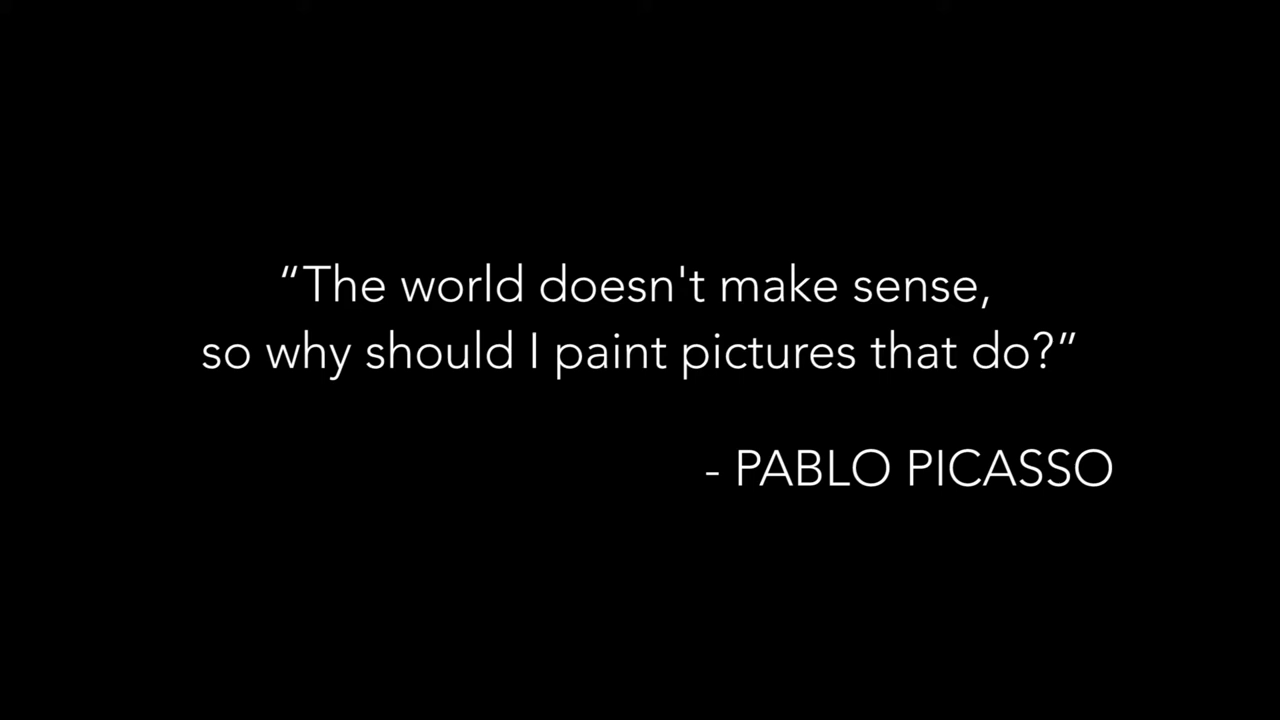 “The world doesn't make sense,
so why should I paint pictures that do?”
- PABLO PICASSO